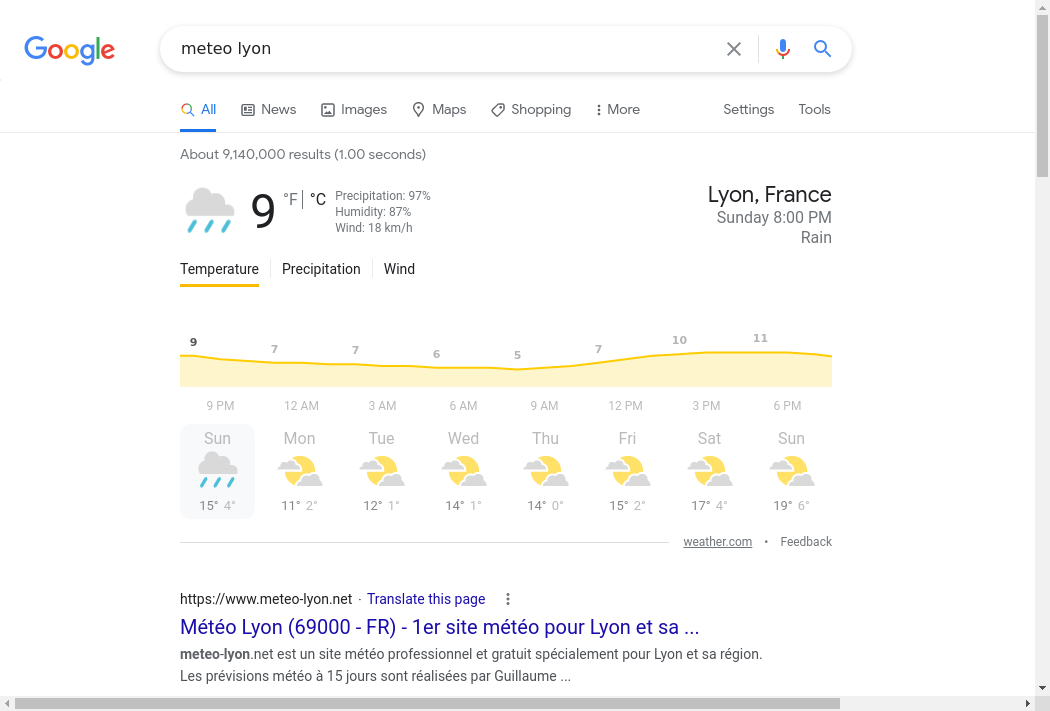 Google
meteo lyon
All News Images Maps Shopping More Settings Tools
About 9,140,000 results (1.00 seconds)
9 °F °C
Precipitation: 97%
Humidity: 87%
Wind: 18 km/h
Lyon, France
Sunday 8:00 PM
Rain
Temperature Precipitation Wind
9 7 7 6 5 7 10 11
9 PM 12 AM 3 AM 6 AM 9 AM 12 PM 3 PM 6 PM
Sun Mon Tue Wed Thu Fri Sat Sun
15° 4° 11° 2° 12° 1° 14° 1° 14° 0° 15° 2° 17° 4° 19° 6°
weather.com • Feedback
https://www.meteo-lyon.net · Translate this page
Météo Lyon (69000 - FR) - 1er site météo pour Lyon et sa ...
meteo-lyon.net est un site météo professionnel et gratuit spécialement pour Lyon et sa région.
Les prévisions météo à 15 jours sont réalisées par Guillaume ...